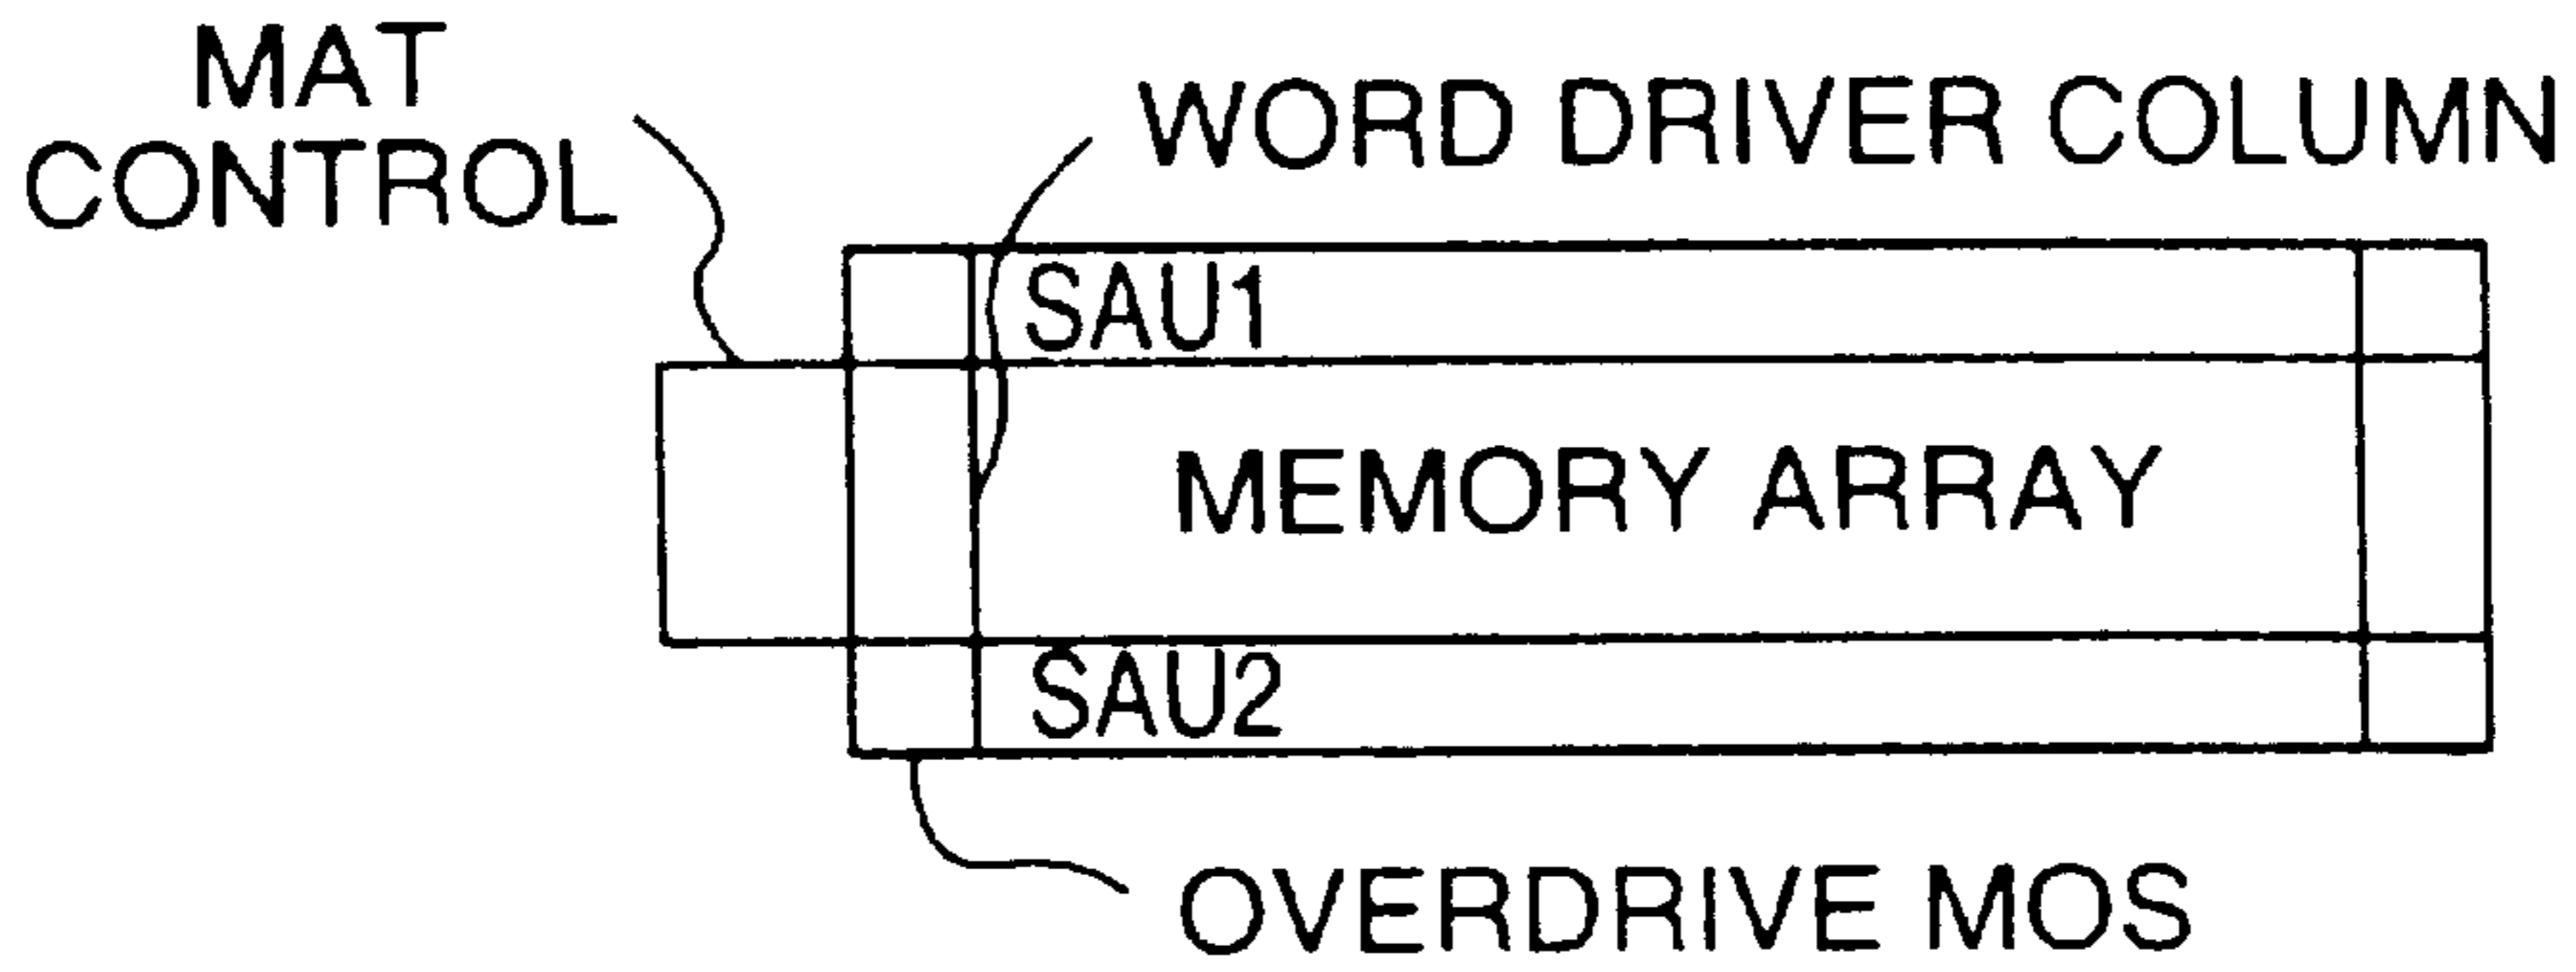 MAT
CONTROL
WORD DRIVER COLUMN
SAU1
MEMORY ARRAY
SAU2
OVERDRIVE MOS